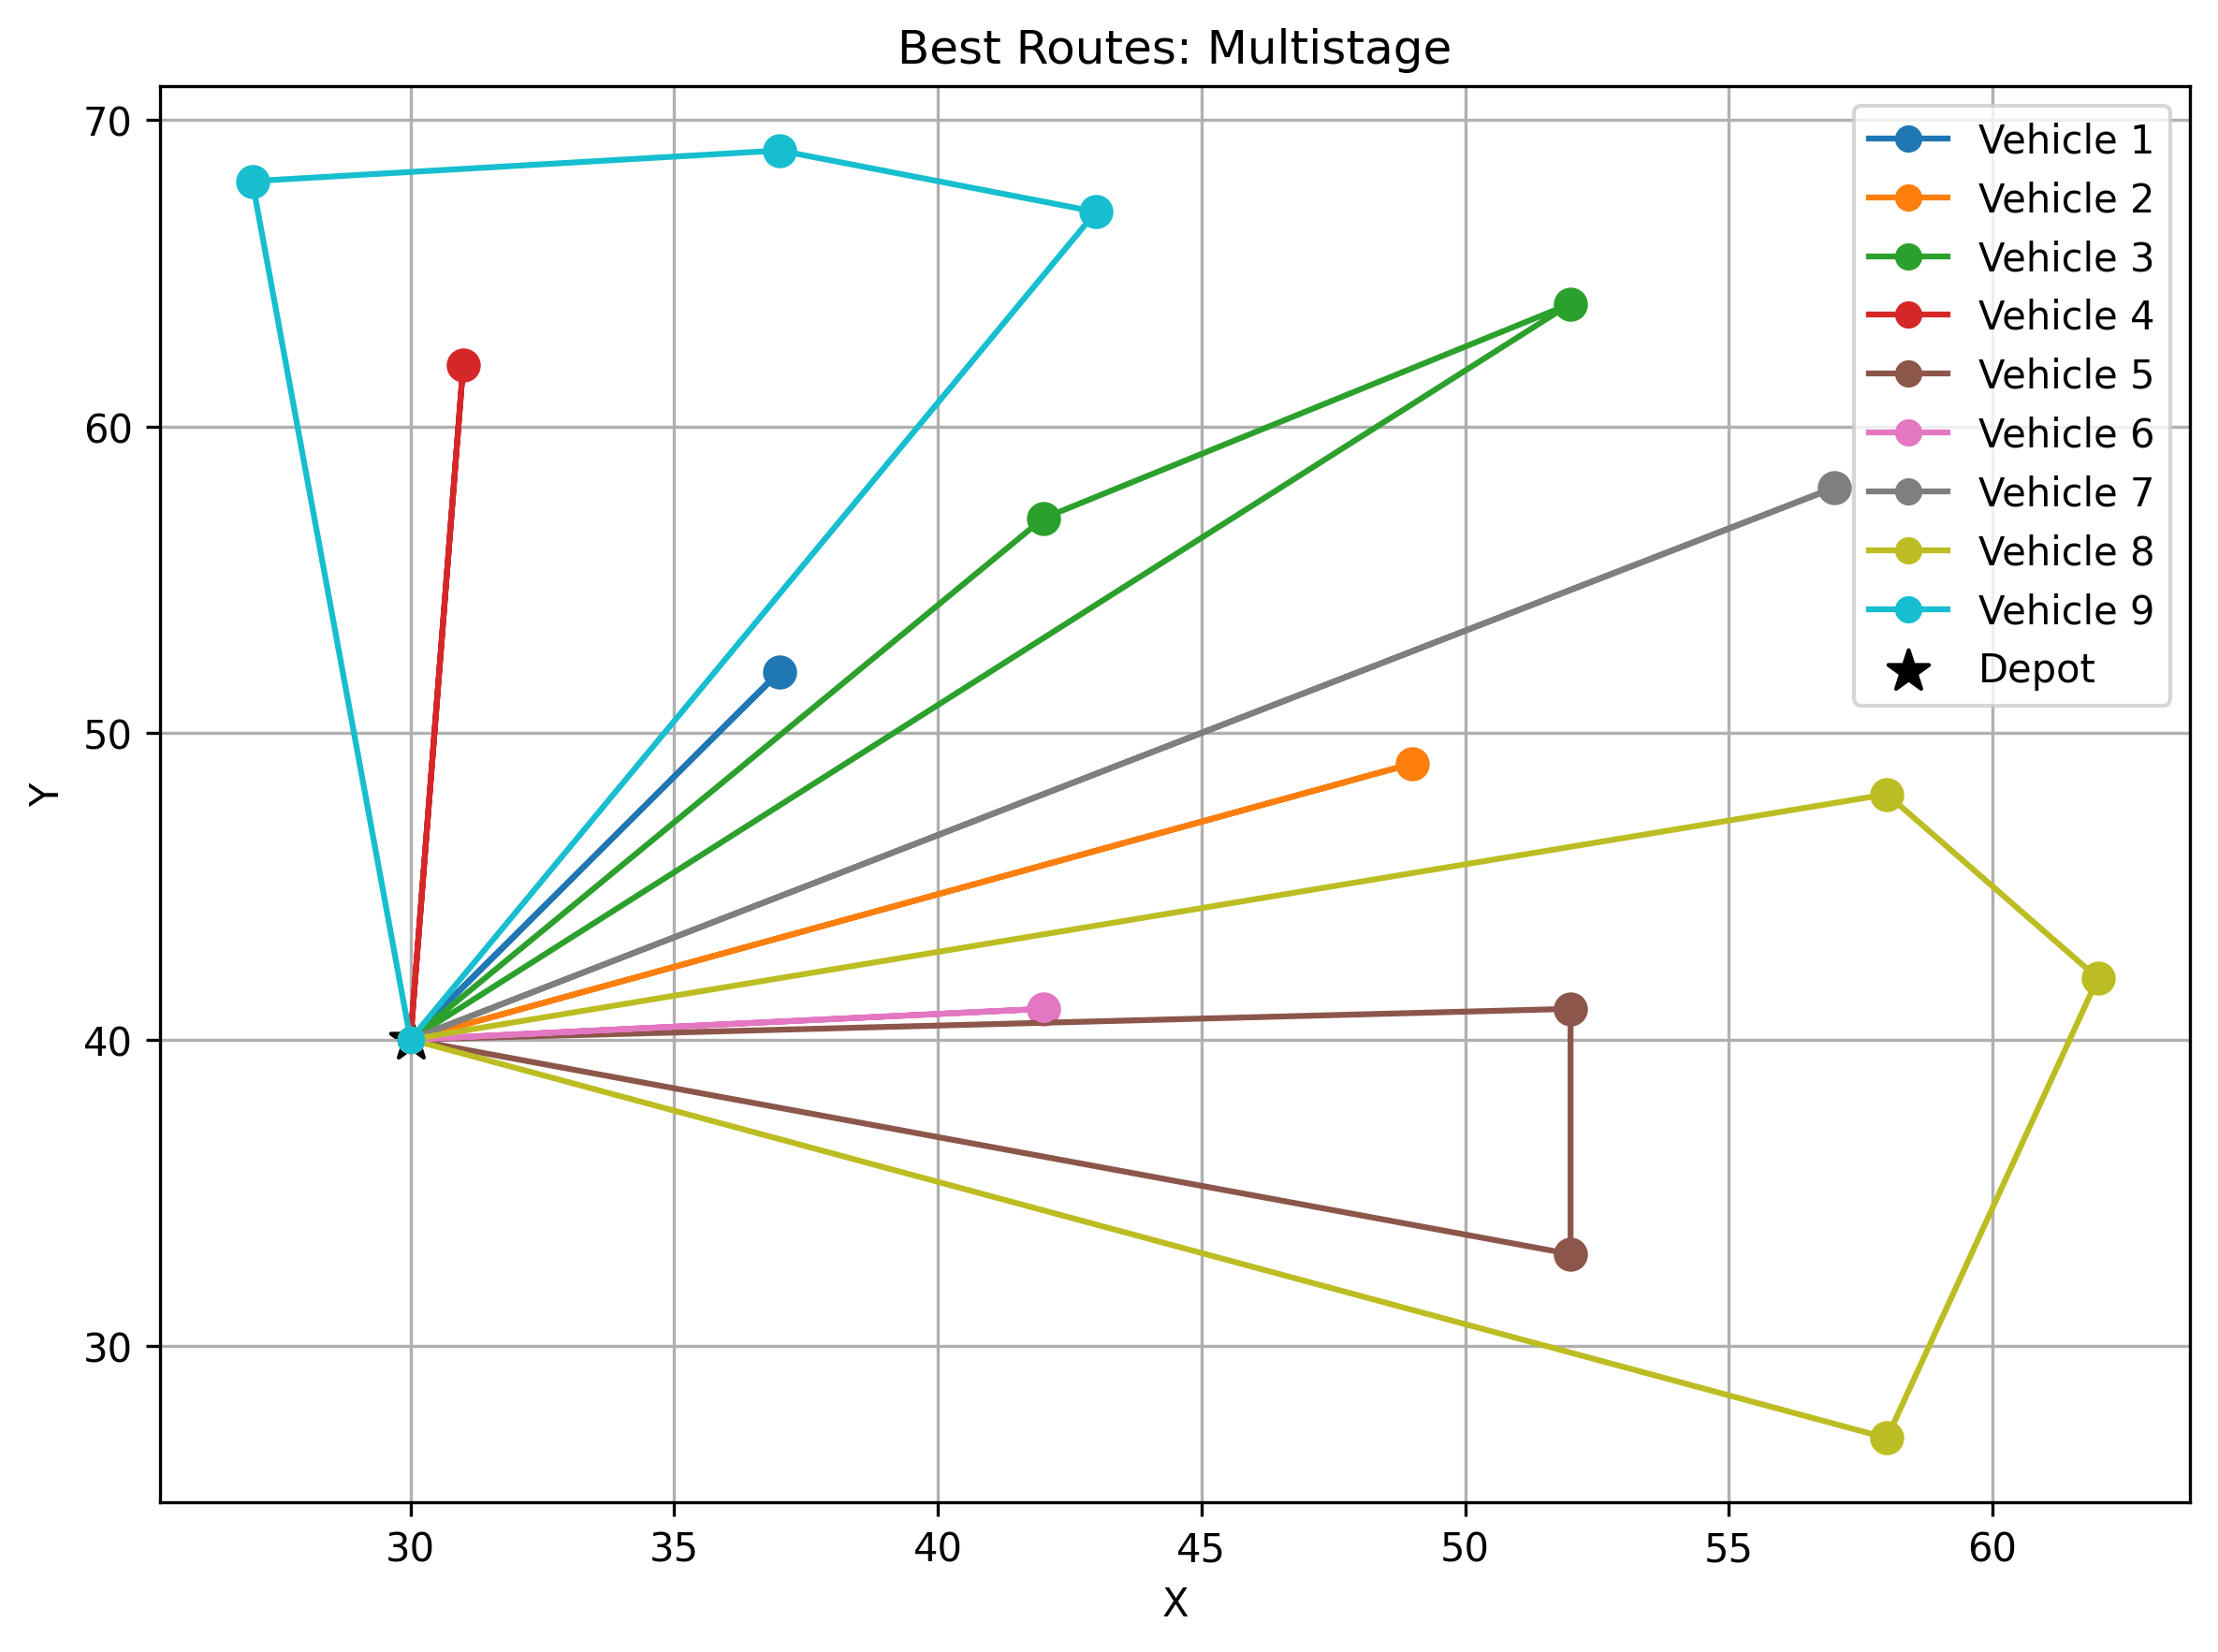 Best Routes: Multistage
Vehicle 1
Vehicle 2
Vehicle 3
Vehicle 4
Vehicle 5
Vehicle 6
Vehicle 7
Vehicle 8
Vehicle 9
Depot
Y
70
60
50
40
30
30 35 40 45 50 55 60
X